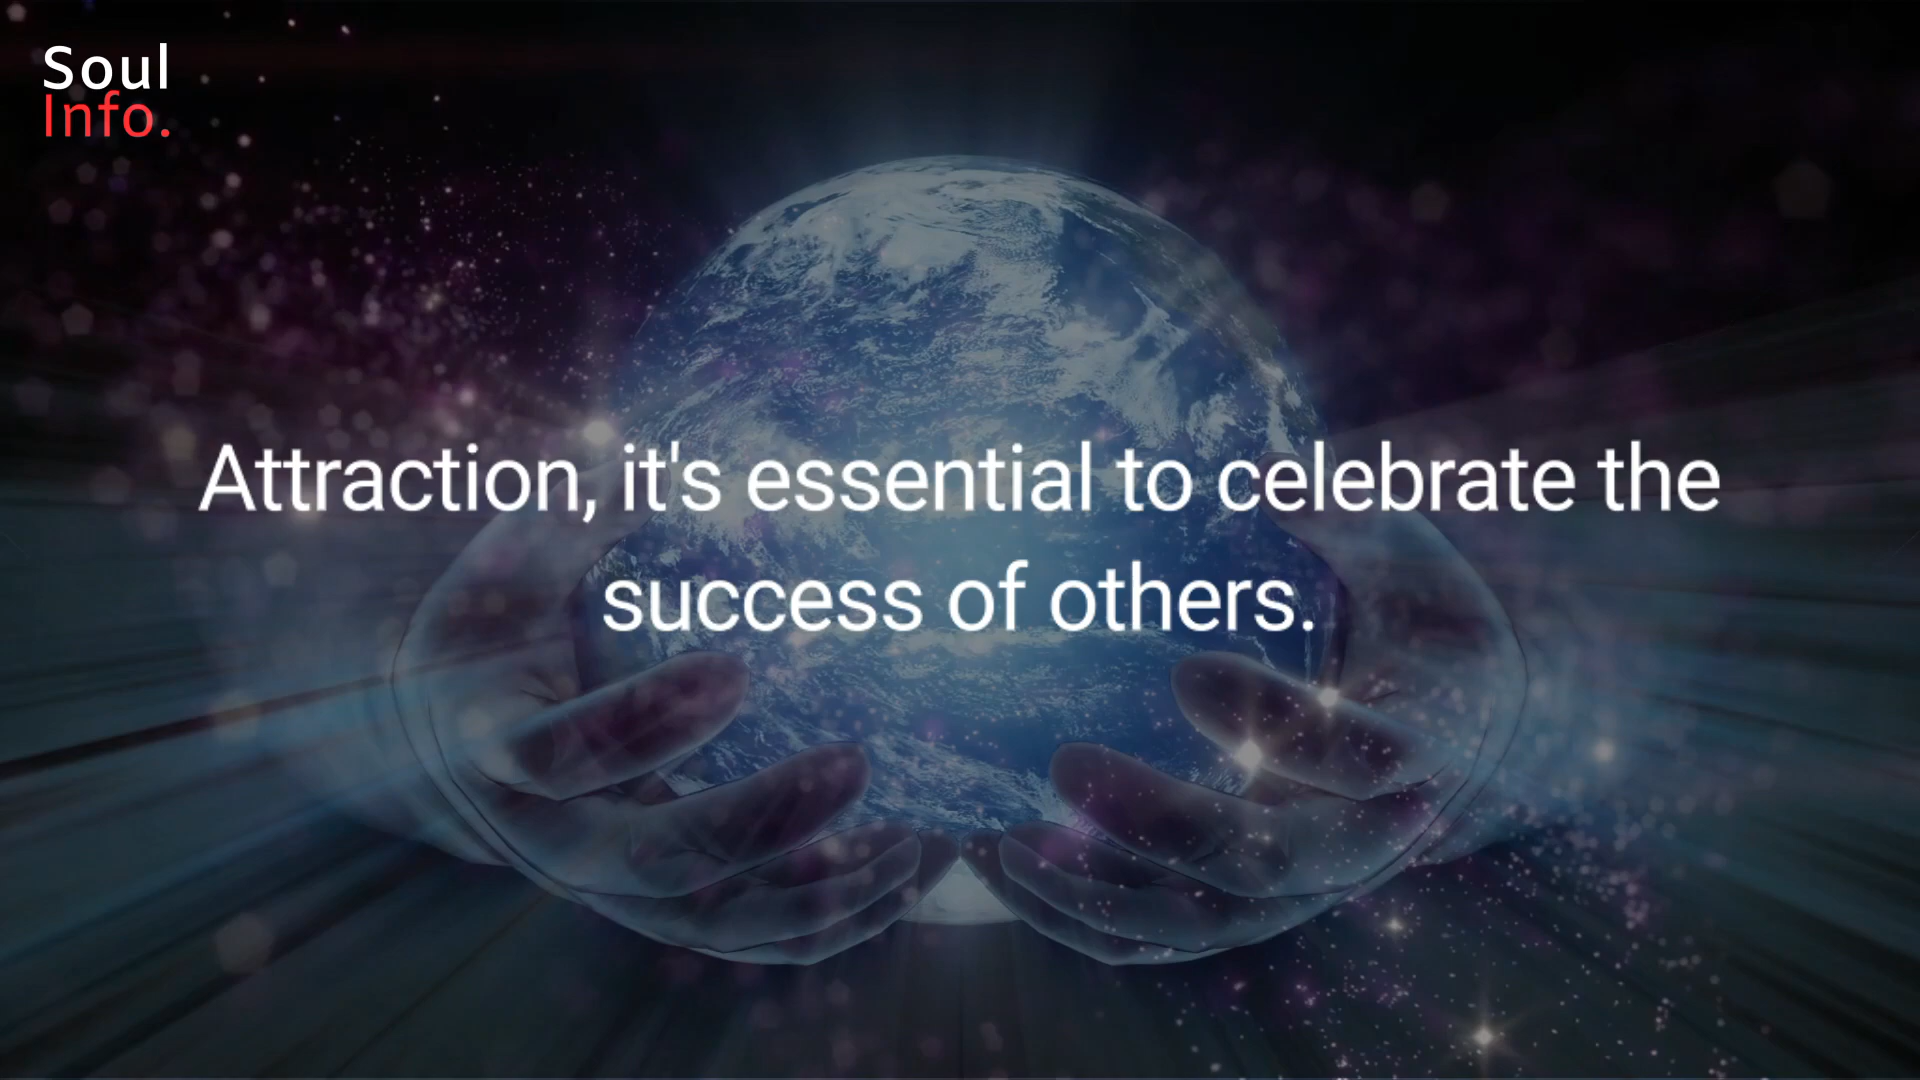 Soul
Info.
Attraction, it's essential to celebrate the
success of others.